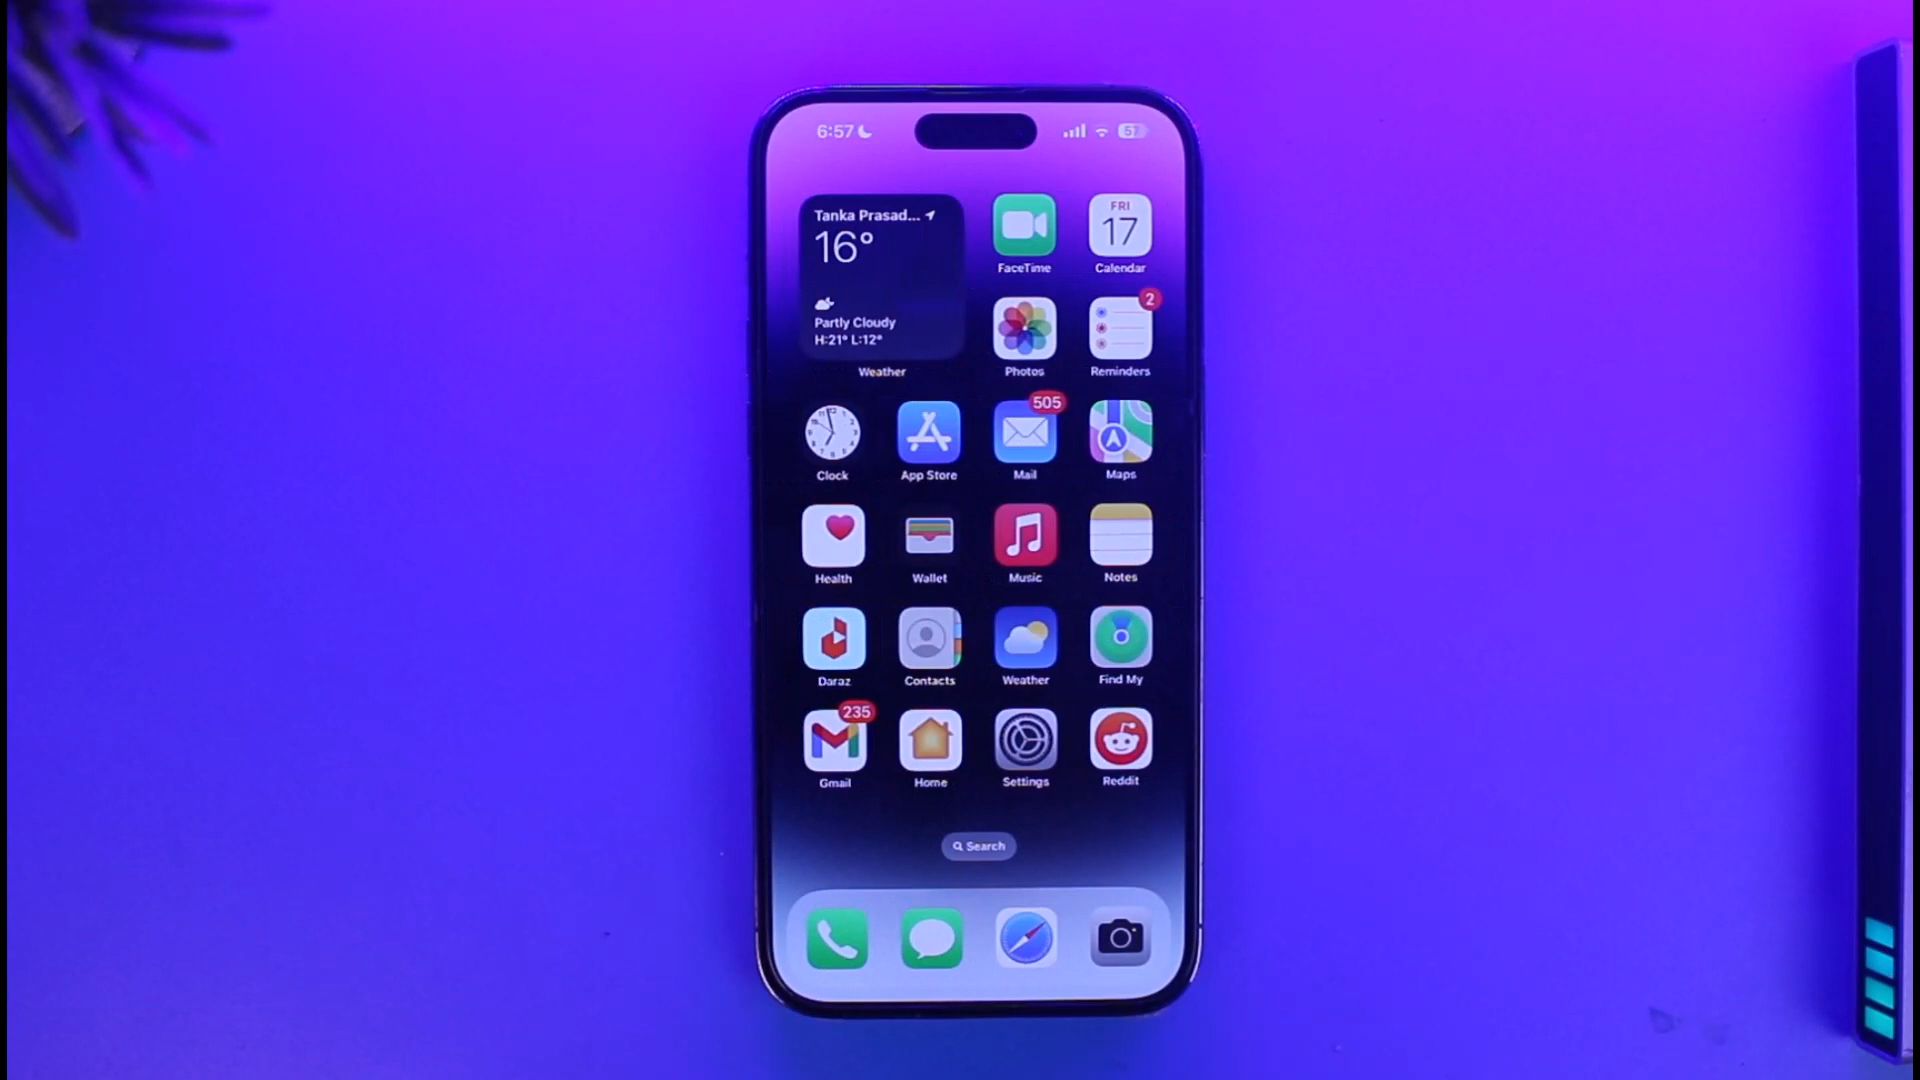 6:57
57
Tanka Prasad...
16°
Partly Cloudy
H:21° L:12°
Weather
FaceTime
FRI
17
Calendar
Photos
2
Reminders
Clock
App Store
505
Mail
Maps
Health
Wallet
Music
Notes
Daraz
Contacts
Weather
Find My
235
Gmail
Home
Settings
Reddit
Search